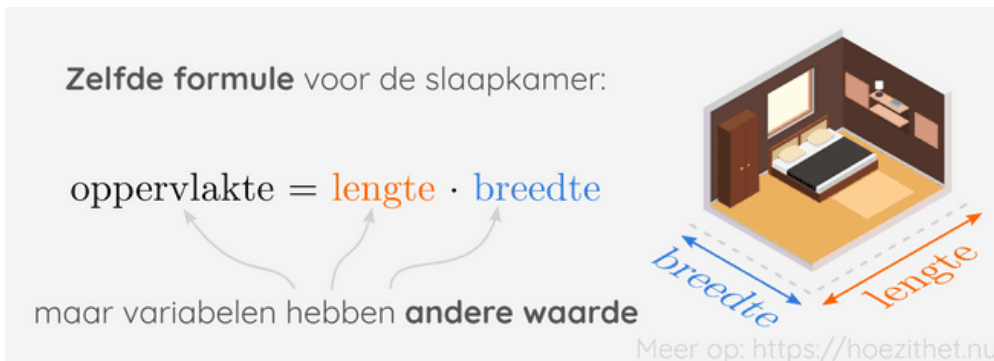 Zelfde formule voor de slaapkamer:
oppervlakte = lengte · breedte
maar variabelen hebben andere waarde
breedte
lengte
Meer op: https://hoezithet.nu